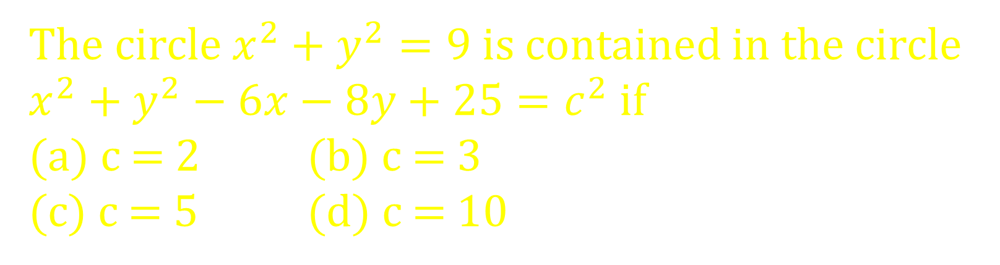 The circle x² + y² = 9 is contained in the circle
x² + y² − 6x − 8y + 25 = c² if
(a) c = 2 (b) c = 3
(c) c = 5 (d) c = 10